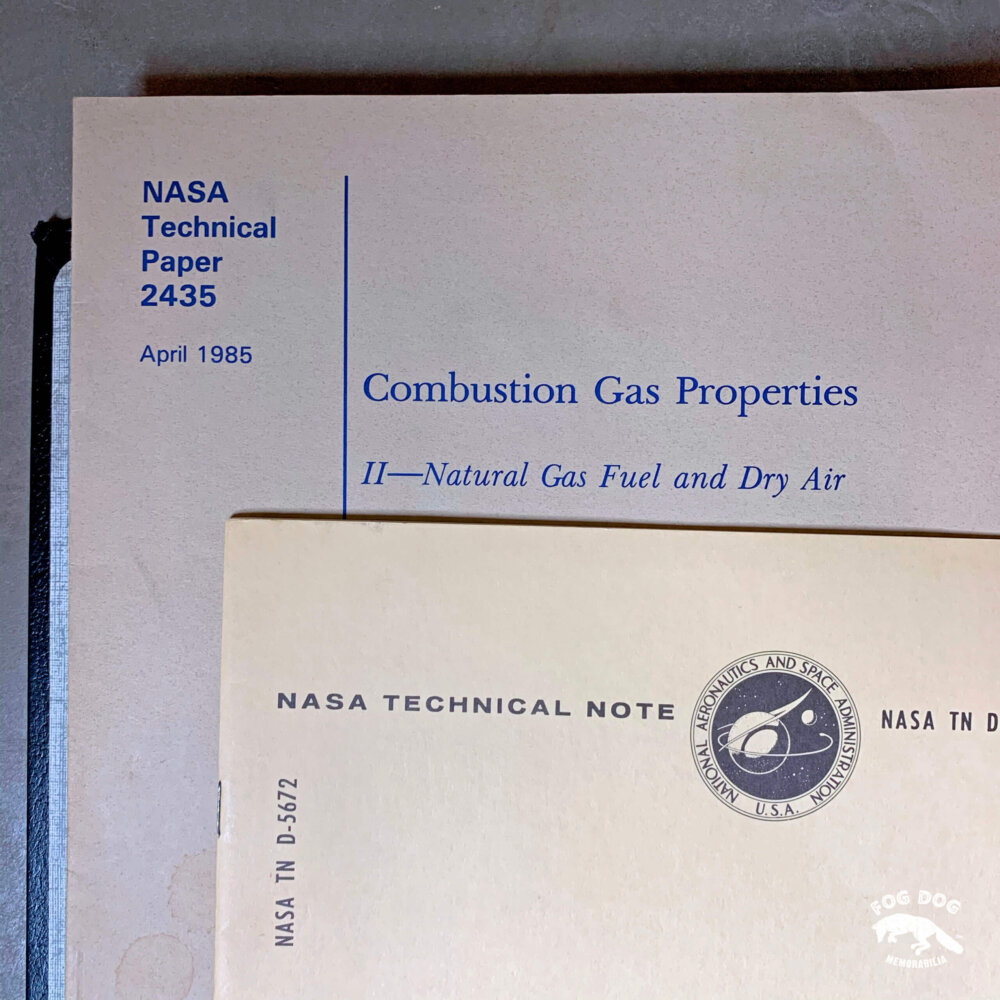 NASA
Technical
Paper
2435
April 1985
Combustion Gas Properties
II—Natural Gas Fuel and Dry Air
NASA TECHNICAL NOTE
NATIONAL AERONAUTICS AND SPACE ADMINISTRATION
U.S.A.
NASA TN D
NASA TN D-5672
FOG DOG
MEMORABILIA